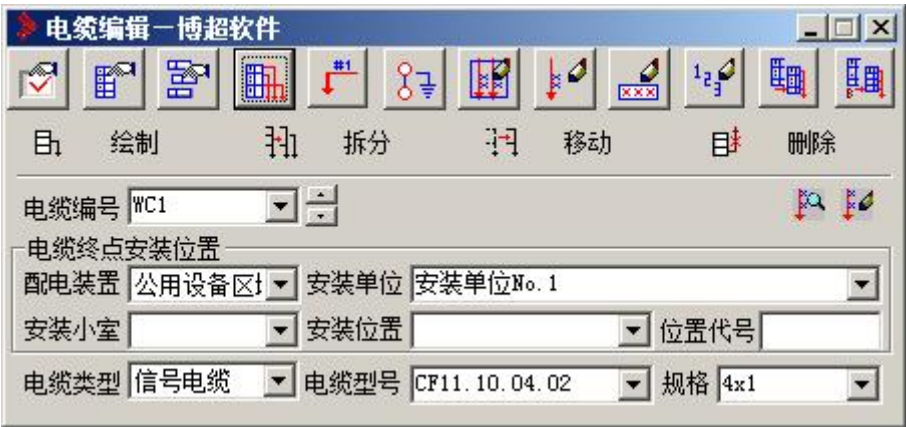 电缆编辑－博超软件
#1
1 2 3
绘制 拆分 移动 删除
电缆编号 WC1
电缆终点安装位置
配电装置 公用设备区 安装单位 安装单位No.1
安装小室 安装位置 位置代号
电缆类型 信号电缆 电缆型号 CF11.10.04.02 规格 4x1